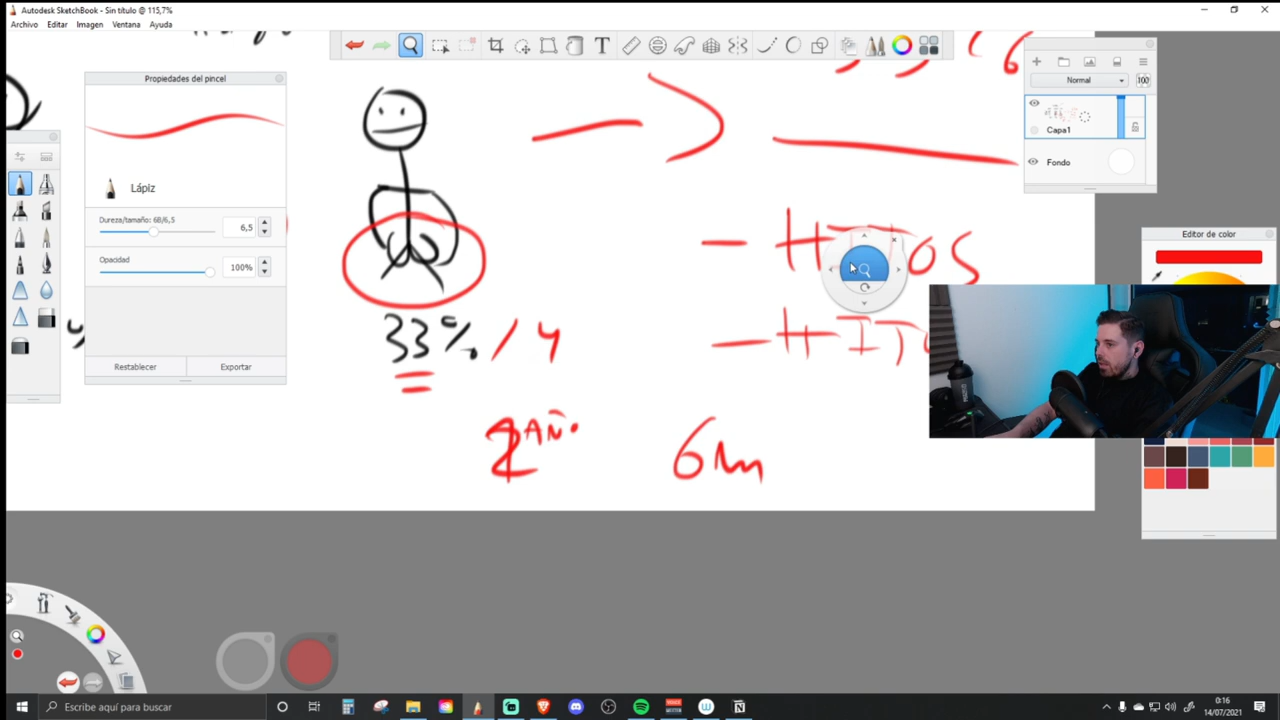 Autodesk SketchBook - Sin título @ 115,7%
Archivo Editar Imagen Ventana Ayuda
Propiedades del pincel
Lápiz
Dureza/tamaño: 6B/6,5
6,5
Opacidad
100%
Restablecer
Exportar
Normal
100
Capa1
Fondo
Editor de color
- HITOS
- HIT
33% / 4
AÑO
6m
Escribe aquí para buscar
0:16
14/07/2021